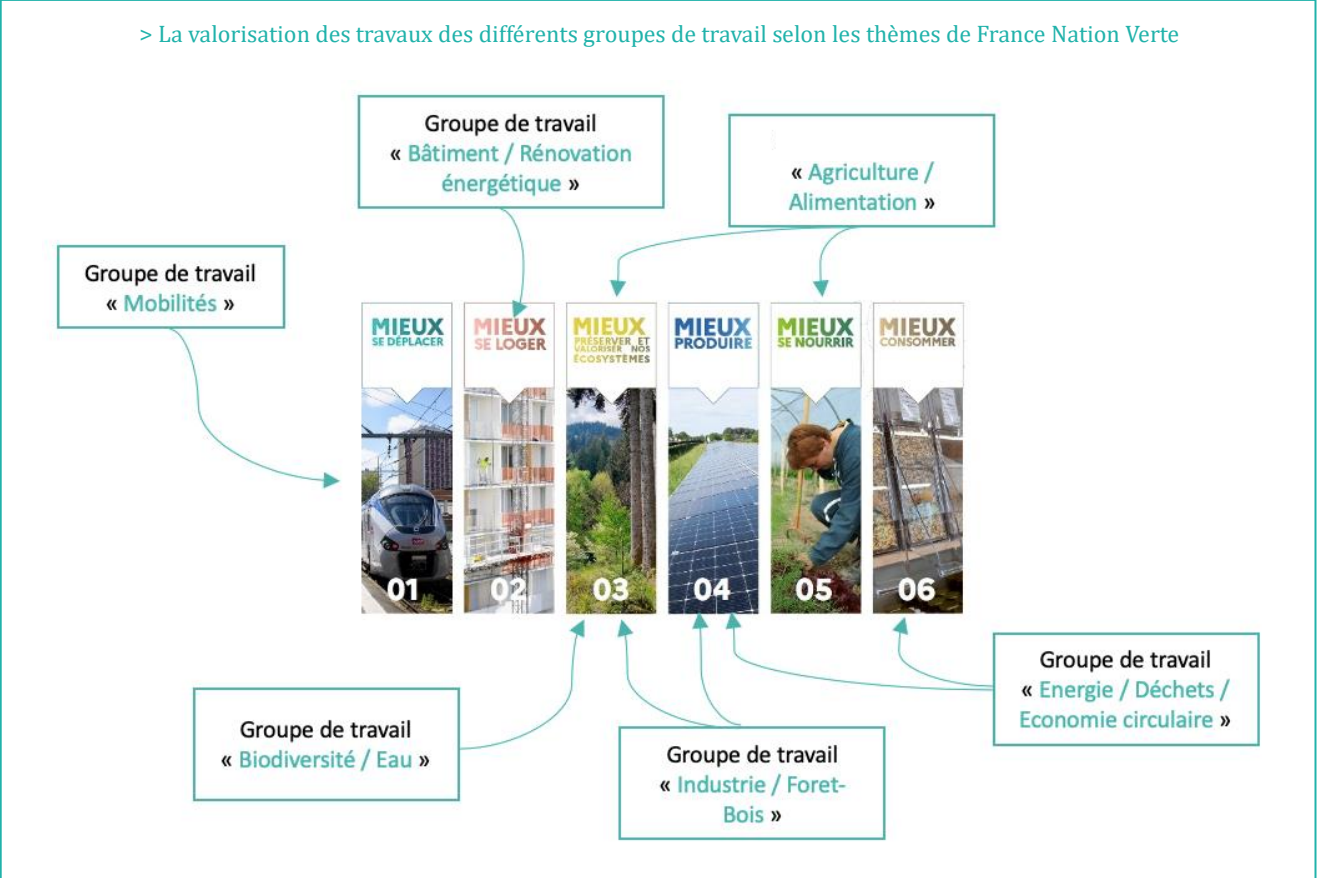 > La valorisation des travaux des différents groupes de travail selon les thèmes de France Nation Verte
Groupe de travail
« Bâtiment / Rénovation
énergétique »
« Agriculture /
Alimentation »
Groupe de travail
« Mobilités »
MIEUX
SE DÉPLACER
MIEUX
SE LOGER
MIEUX
PRÉSERVER ET
VALORISER NOS
ÉCOSYSTÈMES
MIEUX
PRODUIRE
MIEUX
SE NOURRIR
MIEUX
CONSOMMER
01
02
03
04
05
06
Groupe de travail
« Biodiversité / Eau »
Groupe de travail
« Industrie / Foret-
Bois »
Groupe de travail
« Energie / Déchets /
Economie circulaire »